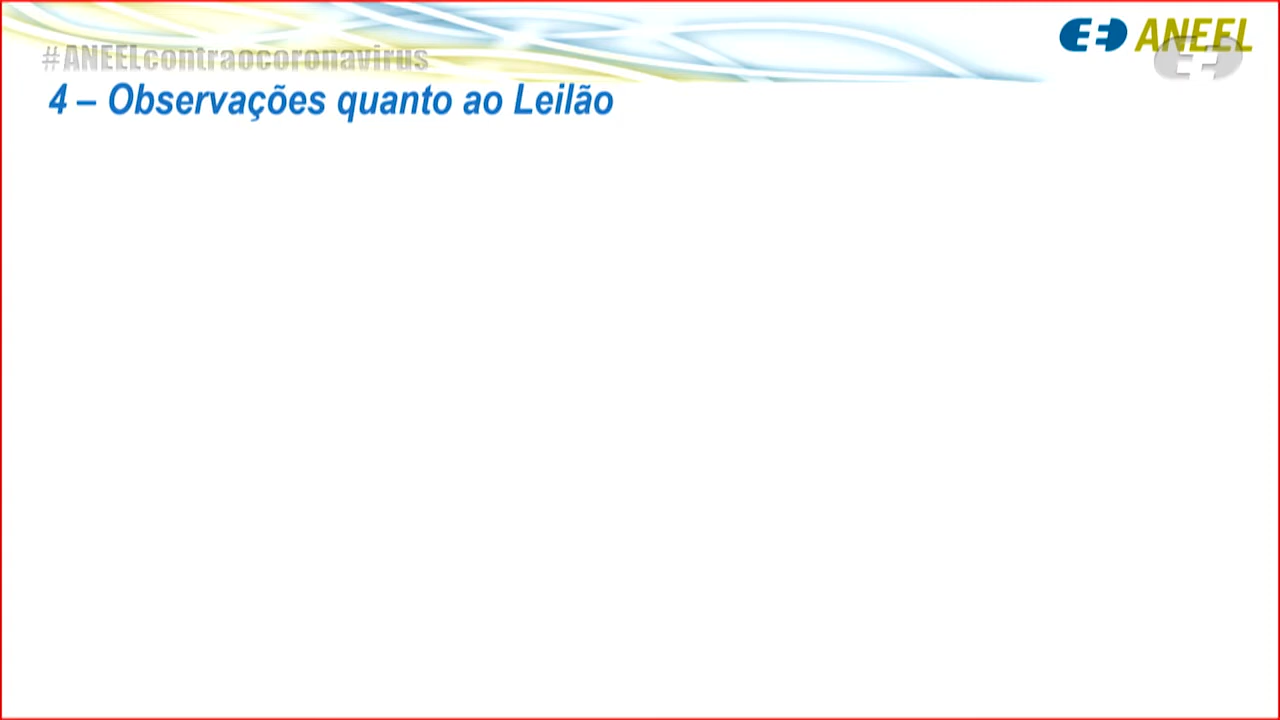 ANEEL
#ANEELcontraocoronavirus
4 – Observações quanto ao Leilão